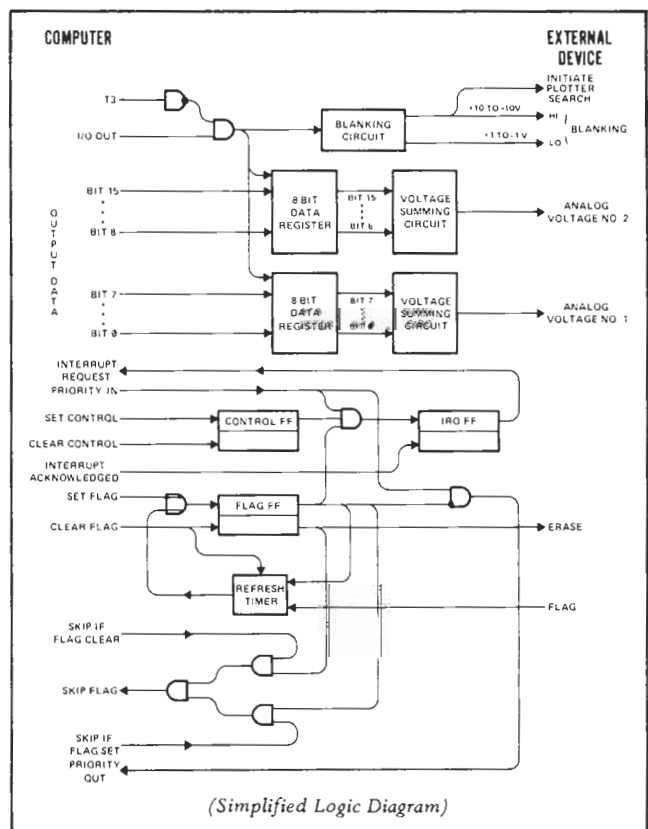 COMPUTER
EXTERNAL
DEVICE
INITIATE
PLOTTER
SEARCH
T3
+10 TO -10V
HI
BLANKING
I/O OUT
BLANKING
CIRCUIT
+1 TO -1V
LO
OUTPUT DATA
BIT 15
BIT 8
8 BIT
DATA
REGISTER
BIT 15
BIT 6
VOLTAGE
SUMMING
CIRCUIT
ANALOG
VOLTAGE NO. 2
BIT 7
BIT 0
8 BIT
DATA
REGISTER
BIT 7
BIT 0
VOLTAGE
SUMMING
CIRCUIT
ANALOG
VOLTAGE NO. 1
INTERRUPT
REQUEST
PRIORITY IN
SET CONTROL
CONTROL FF
IRQ FF
CLEAR CONTROL
INTERRUPT
ACKNOWLEDGED
SET FLAG
FLAG FF
CLEAR FLAG
ERASE
REFRESH
TIMER
FLAG
SKIP IF
FLAG CLEAR
SKIP FLAG
SKIP IF
FLAG SET
PRIORITY
OUT
(Simplified Logic Diagram)